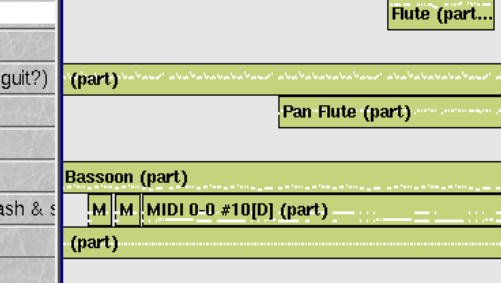 Flute (part...
guit?) (part)
Pan Flute (part)
Bassoon (part)
ash & s M M MIDI 0-0 #10[D] (part)
(part)